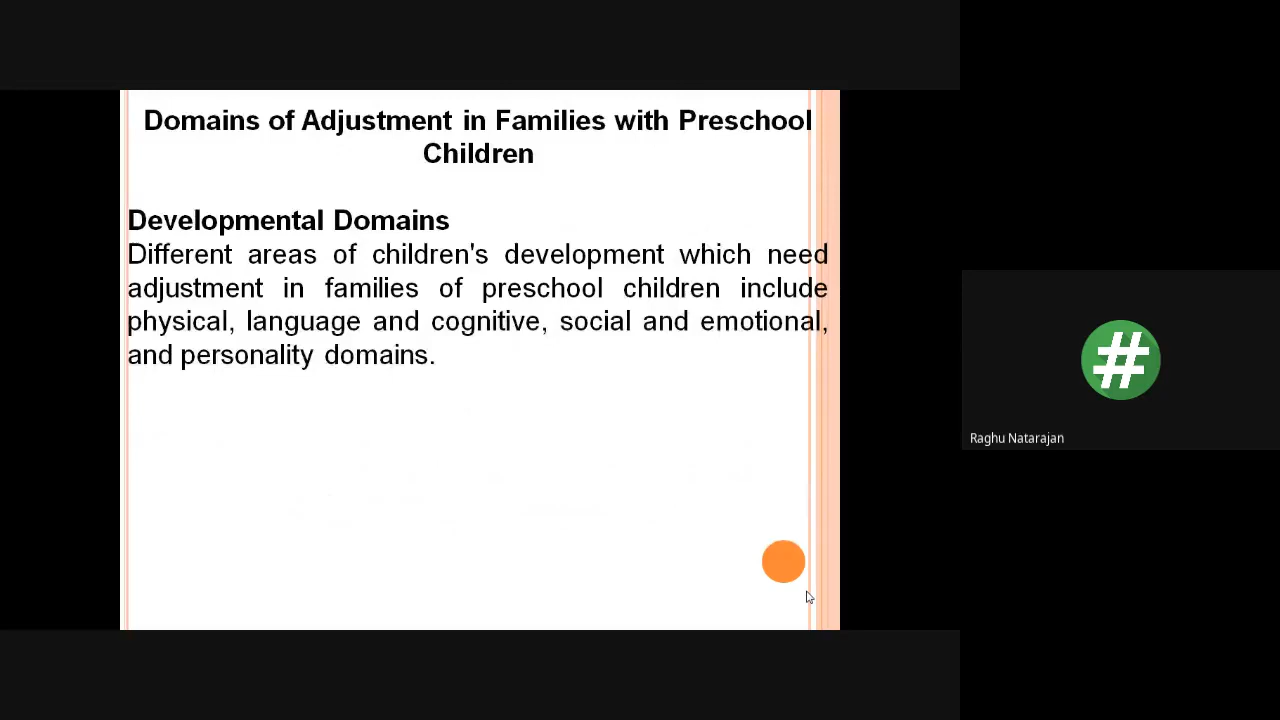 Domains of Adjustment in Families with Preschool
Children
Developmental Domains
Different areas of children's development which need
adjustment in families of preschool children include
physical, language and cognitive, social and emotional,
and personality domains.
#
Raghu Natarajan